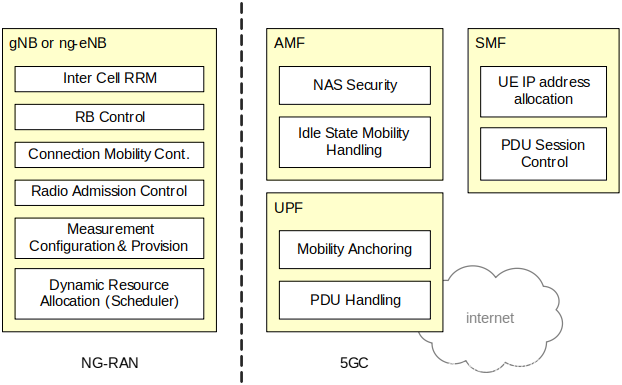 gNB or ng-eNB
Inter Cell RRM
RB Control
Connection Mobility Cont.
Radio Admission Control
Measurement
Configuration & Provision
Dynamic Resource
Allocation (Scheduler)
NG-RAN
AMF
NAS Security
Idle State Mobility
Handling
SMF
UE IP address
allocation
PDU Session
Control
UPF
Mobility Anchoring
PDU Handling
internet
5GC